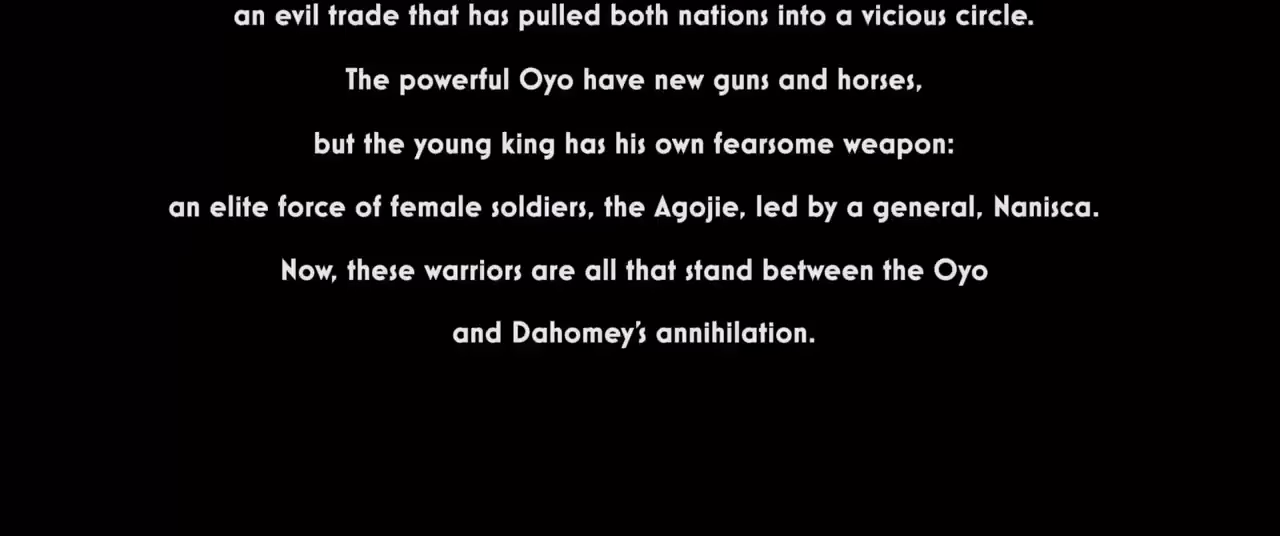 an evil trade that has pulled both nations into a vicious circle.
The powerful Oyo have new guns and horses,
but the young king has his own fearsome weapon:
an elite force of female soldiers, the Agojie, led by a general, Nanisca.
Now, these warriors are all that stand between the Oyo
and Dahomey's annihilation.